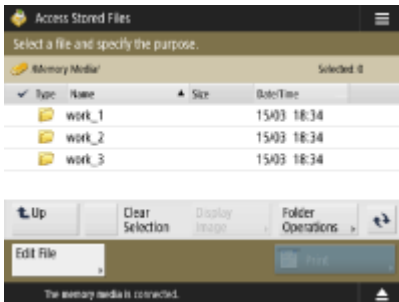 Access Stored Files
Select a file and specify the purpose.
/Memory Media/ Selected: 0
Type Name Size Date/Time
work_1 15/03 18:34
work_2 15/03 18:34
work_3 15/03 18:34
Up Clear Selection Display Image Folder Operations
Edit File Print
The memory media is connected.